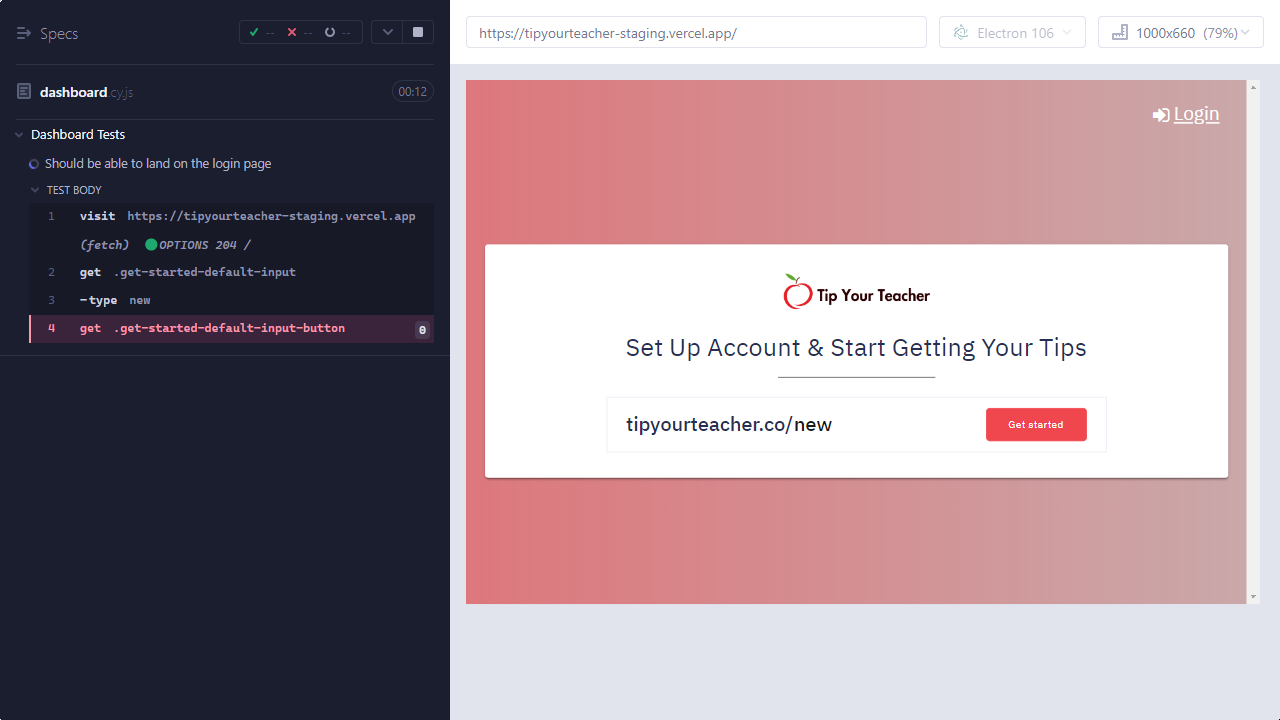 Specs
-- -- --
dashboard.cy.js
00:12
Dashboard Tests
Should be able to land on the login page
TEST BODY
1 visit https://tipyourteacher-staging.vercel.app
(fetch) OPTIONS 204 /
2 get .get-started-default-input
3 -type new
4 get .get-started-default-input-button 0
https://tipyourteacher-staging.vercel.app/
Electron 106
1000x660 (79%)
Login
Tip Your Teacher
Set Up Account & Start Getting Your Tips
tipyourteacher.co/new
Get started